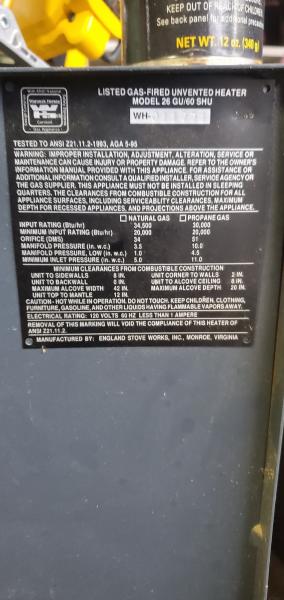 KEEP OUT OF REACH OF CHILDREN
See back panel for additional precautions
NET WT. 12 oz. (340 g)
Warnock Hersey
LISTED GAS-FIRED UNVENTED HEATER
MODEL 26 GU/60 SHU
WH-
TESTED TO ANSI Z21.11.2-1993, AGA 5-95
WARNING: IMPROPER INSTALLATION, ADJUSTMENT, ALTERATION, SERVICE OR
MAINTENANCE CAN CAUSE INJURY OR PROPERTY DAMAGE. REFER TO THE OWNER'S
INFORMATION MANUAL PROVIDED WITH THIS APPLIANCE. FOR ASSISTANCE OR
ADDITIONAL INFORMATION CONSULT A QUALIFIED INSTALLER, SERVICE AGENCY OR
THE GAS SUPPLIER. THIS APPLIANCE MUST NOT BE INSTALLED IN SLEEPING
QUARTERS. THE CLEARANCES FROM COMBUSTIBLE CONSTRUCTION FOR ALL
APPLIANCE SURFACES, INCLUDING SERVICEABLE, CLEARANCES, MAXIMUM
DEPTH FOR RECESSED APPLIANCES, AND PROJECTIONS ABOVE THE APPLIANCE.
NATURAL GAS PROPANE GAS
INPUT RATING (Btu/hr) 34,500 30,000
MINIMUM INPUT RATING (Btu/hr) 20,000 20,000
ORIFICE (DMS) 34 51
MANIFOLD PRESSURE (in. w.c.) 3.5 10.0
MANIFOLD PRESSURE, LOW (in w.c.) 1.0 4.5
MINIMUM INLET PRESSURE (in. w.c.) 5.0 11.0
MINIMUM CLEARANCES FROM COMBUSTIBLE CONSTRUCTION
UNIT TO SIDEWALLS 8 IN. UNIT CORNER TO WALLS 2 IN.
UNIT TO BACKWALL 0 IN. UNIT TO ALCOVE CEILING 6 IN.
MAXIMUM ALCOVE WIDTH 42 IN. MAXIMUM ALCOVE DEPTH 20 IN.
UNIT TOP TO MANTLE 12 IN.
CAUTION - HOT WHILE IN OPERATION. DO NOT TOUCH. KEEP CHILDREN, CLOTHING,
FURNITURE, GASOLINE, AND OTHER LIQUIDS HAVING FLAMMABLE VAPORS AWAY.
ELECTRICAL RATING: 120 VOLTS 60 HZ LESS THAN 1 AMPERE
REMOVAL OF THIS MARKING WILL VOID THE COMPLIANCE OF THIS HEATER OF
ANSI Z21.11.2.
MANUFACTURED BY: ENGLAND STOVE WORKS, INC., MONROE, VIRGINIA